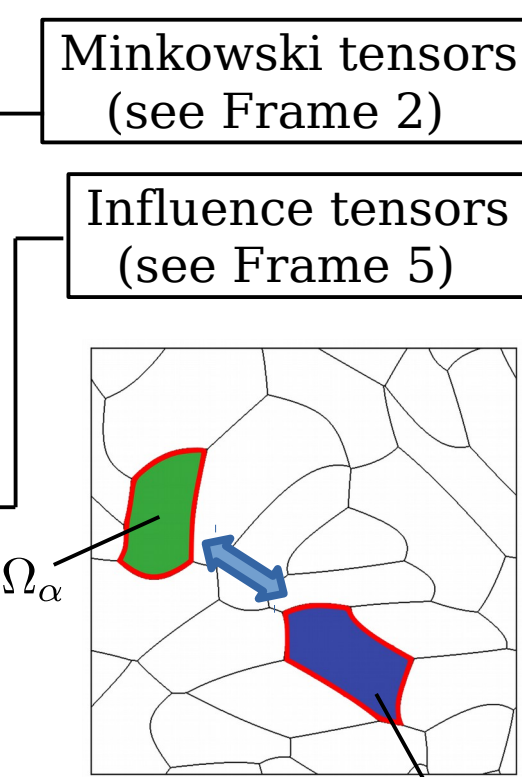 Minkowski tensors
(see Frame 2)
Influence tensors
(see Frame 5)
Ωα